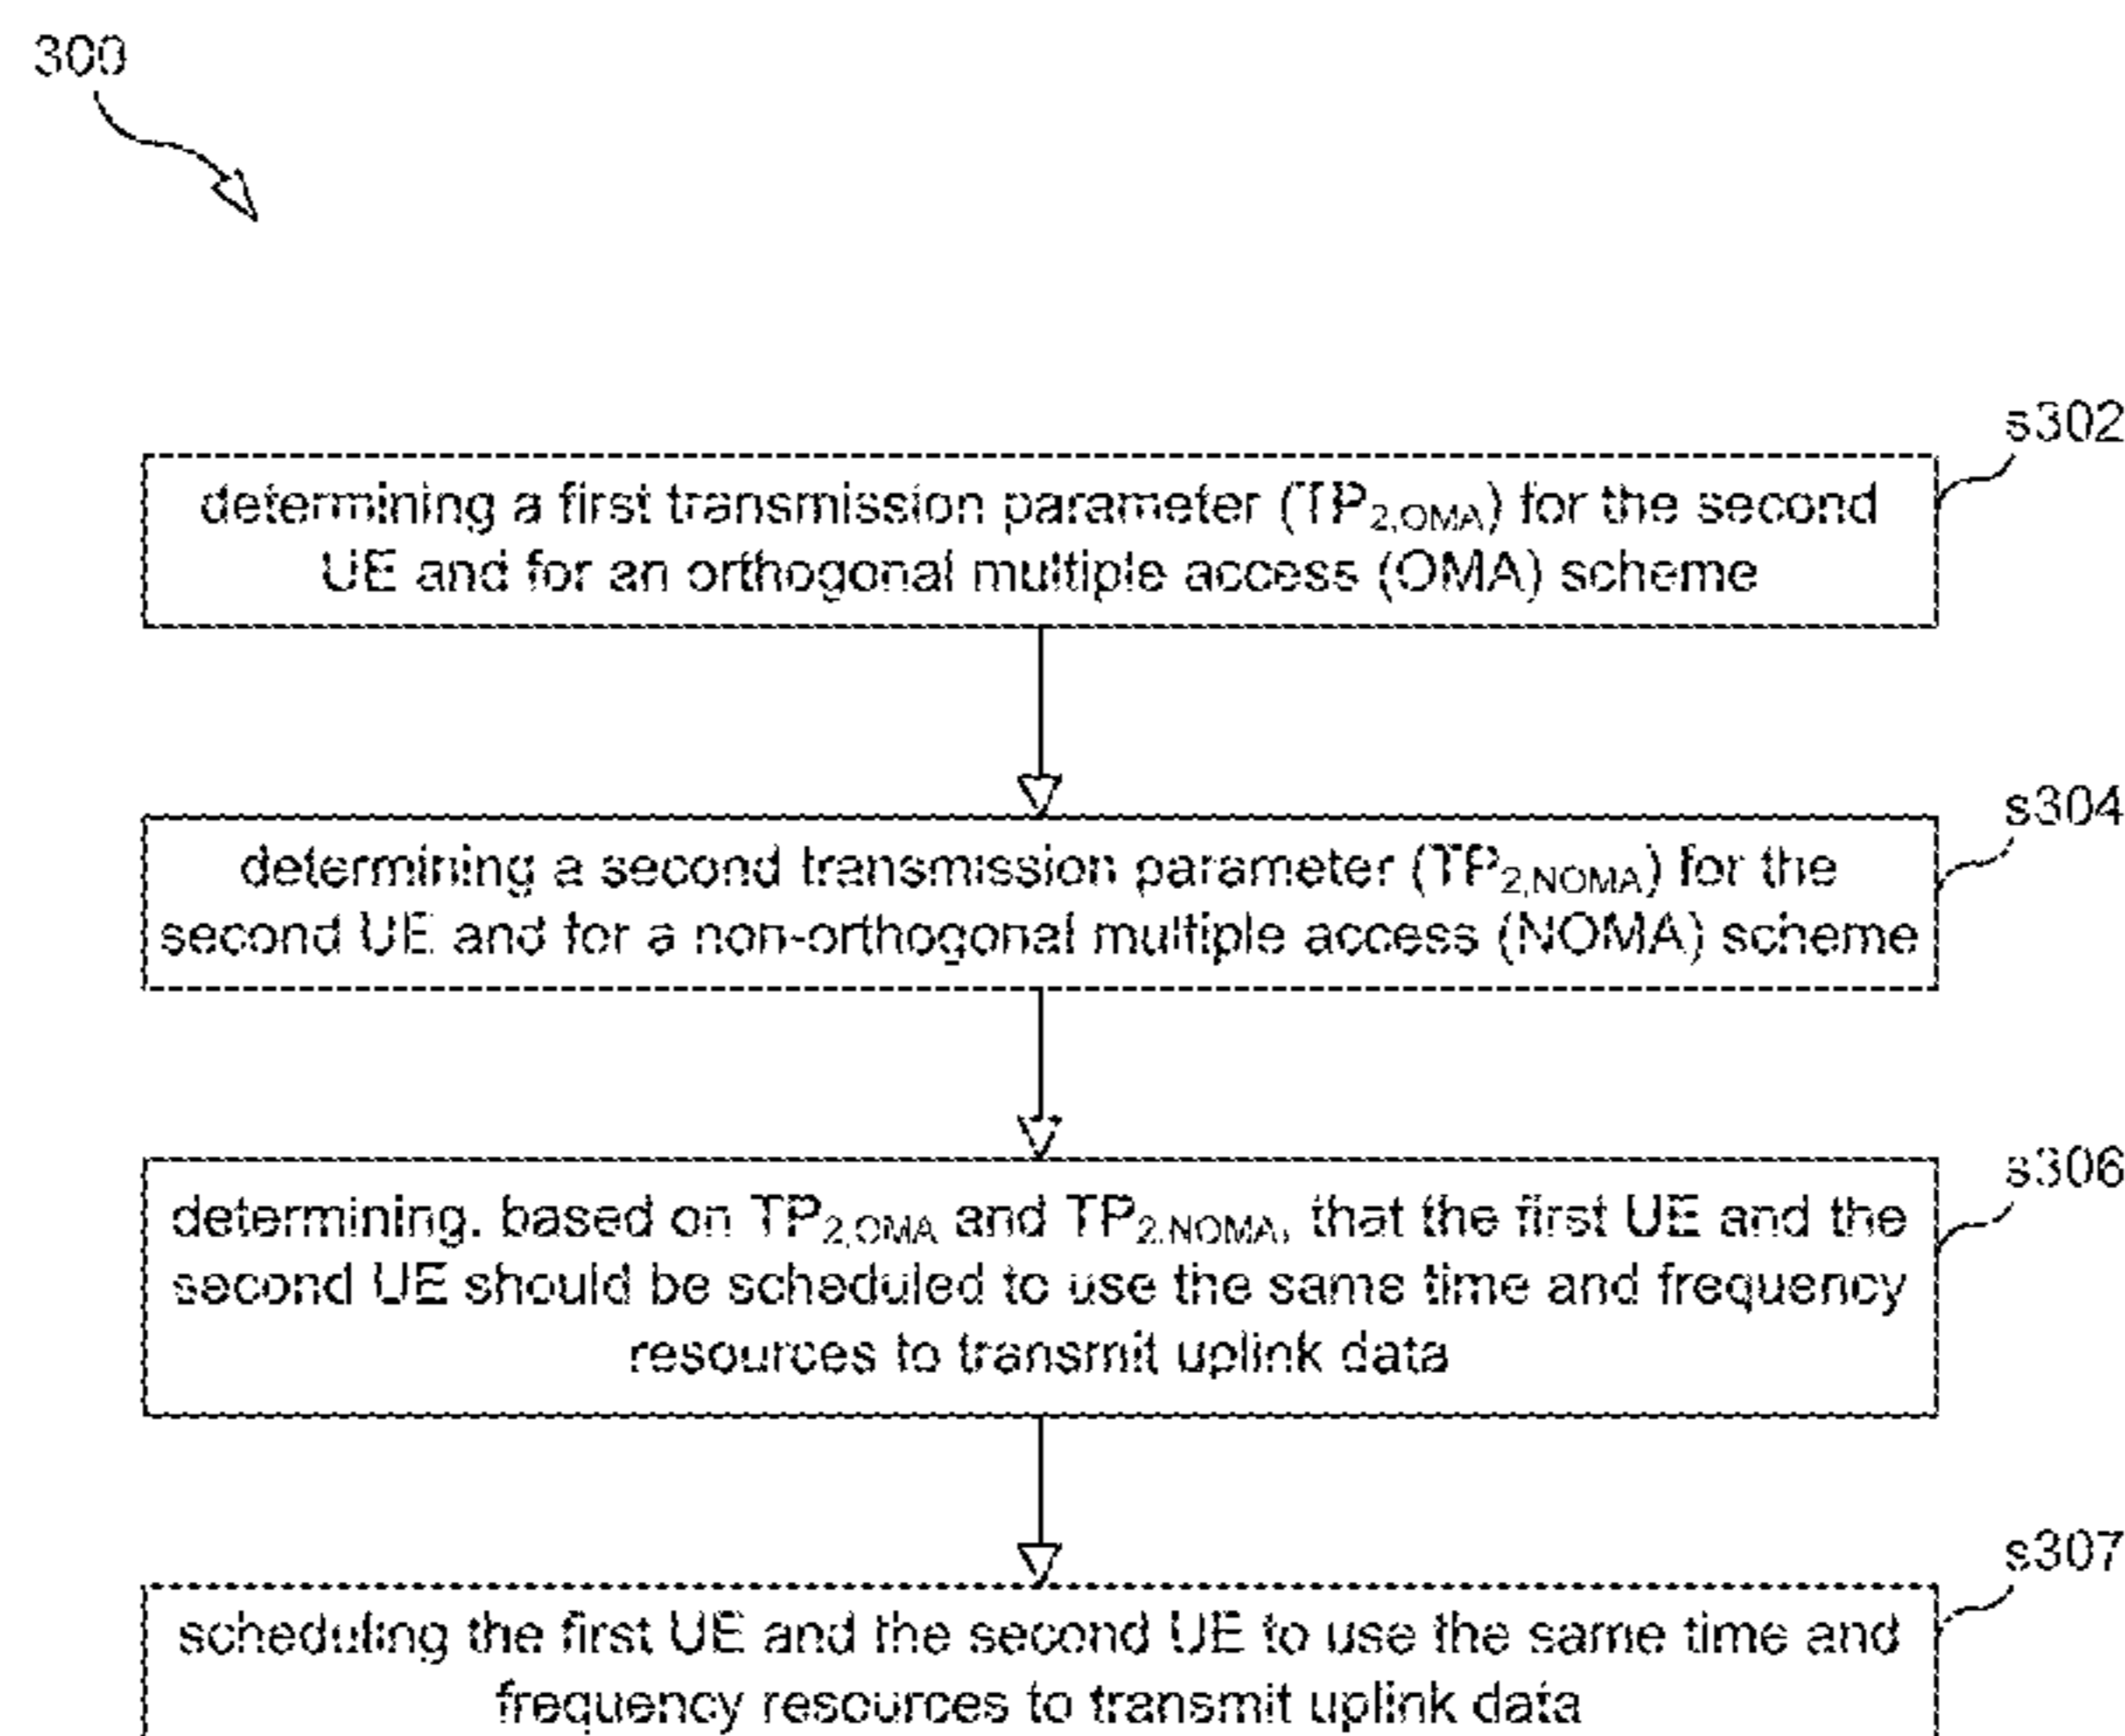 300
s302
determining a first transmission parameter (TP2,OMA) for the second
UE and for an orthogonal multiple access (OMA) scheme
s304
determining a second transmission parameter (TP2,NOMA) for the
second UE and for a non-orthogonal multiple access (NOMA) scheme
s306
determining, based on TP2,OMA and TP2,NOMA, that the first UE and the
second UE should be scheduled to use the same time and frequency
resources to transmit uplink data
s307
scheduling the first UE and the second UE to use the same time and
frequency resources to transmit uplink data